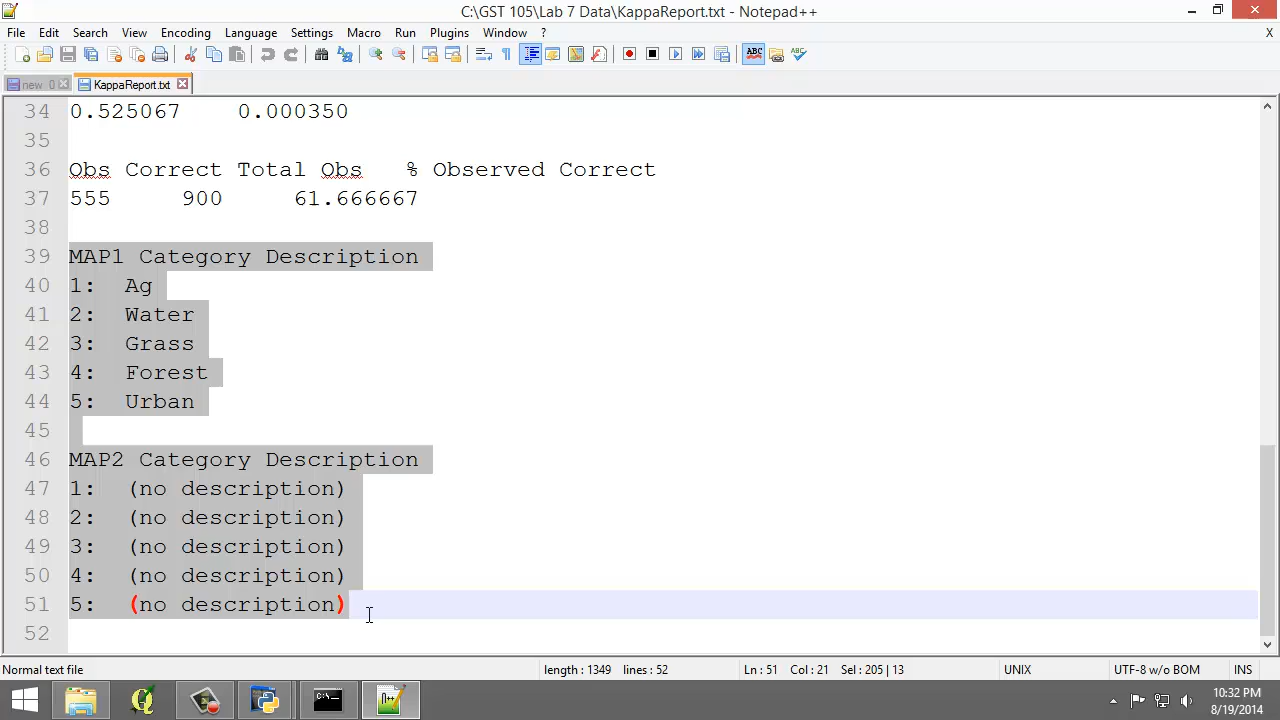 C:\GST 105\Lab 7 Data\KappaReport.txt - Notepad++
File Edit Search View Encoding Language Settings Macro Run Plugins Window ? X
new 0 KappaReport.txt
34 0.525067 0.000350
35
36 Obs Correct Total Obs % Observed Correct
37 555 900 61.666667
38
39 MAP1 Category Description
40 1: Ag
41 2: Water
42 3: Grass
43 4: Forest
44 5: Urban
45
46 MAP2 Category Description
47 1: (no description)
48 2: (no description)
49 3: (no description)
50 4: (no description)
51 5: (no description)
52
Normal text file length : 1349 lines : 52 Ln : 51 Col : 21 Sel : 205 | 13 UNIX UTF-8 w/o BOM INS
10:32 PM
8/19/2014